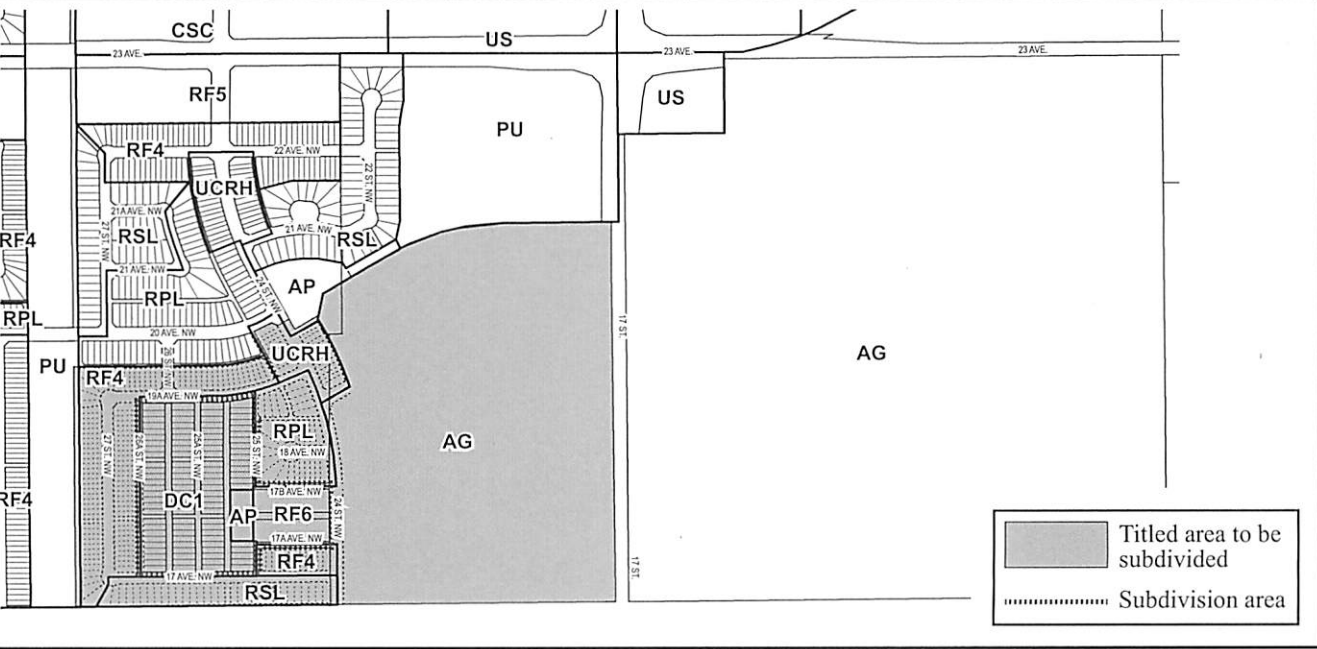 CSC
US
23 AVE.
23 AVE.
23 AVE.
RF5
US
PU
RF4
22 AVE. NW
22 ST. NW
UCRH
21A AVE. NW
27 ST. NW
RSL
21 AVE. NW
RSL
RF4
21 AVE. NW
AP
24 ST. NW
RPL
RPL
20 AVE. NW
17 ST.
UCRH
AG
PU
RF4
19A AVE. NW
RPL
AG
27 ST. NW
26A ST. NW
25A ST. NW
25 ST. NW
18 AVE. NW
RF4
DC1
17B AVE. NW
AP
RF6
24 ST. NW
17A AVE. NW
RF4
17 ST.
17 AVE. NW
RSL
Titled area to be
subdivided
Subdivision area